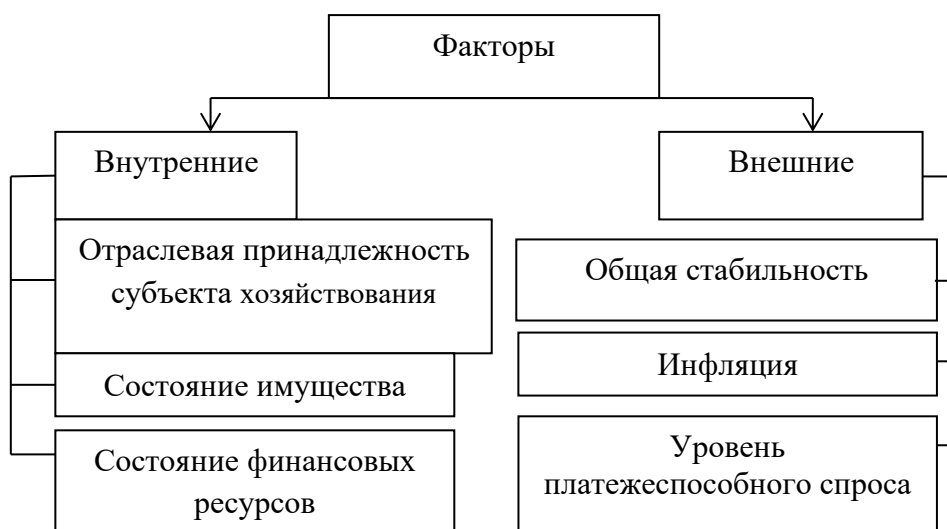 Факторы
Внутренние
Внешние
Отраслевая принадлежность
субъекта хозяйствования
Общая стабильность
Состояние имущества
Инфляция
Состояние финансовых
ресурсов
Уровень
платежеспособного спроса